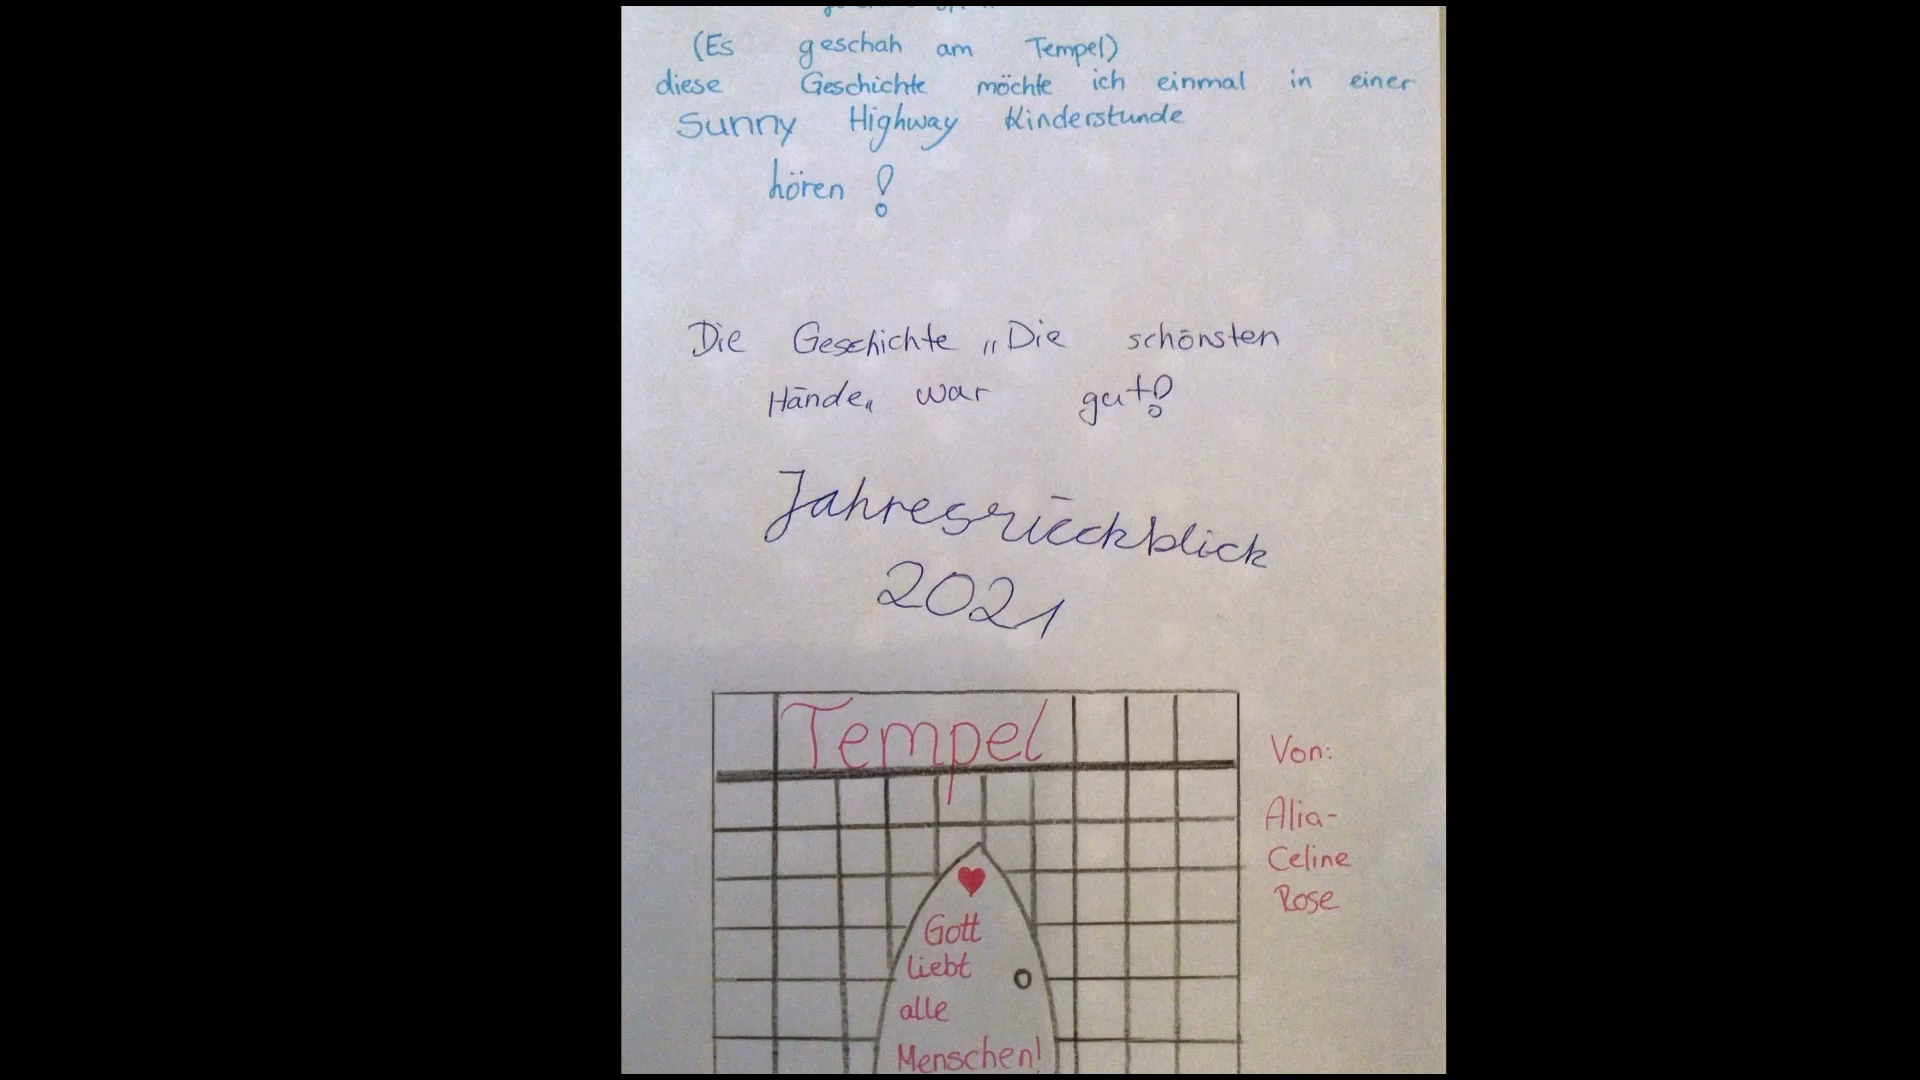 (Es geschah am Tempel)
diese Geschichte möchte ich einmal in einer
Sunny Highway Kinderstunde
hören!
Die Geschichte „Die schönsten
Hände„ war gut!
Jahresrückblick
2021
Tempel
Von:
Alia-
Celine
Rose
Gott
liebt
alle
Menschen!